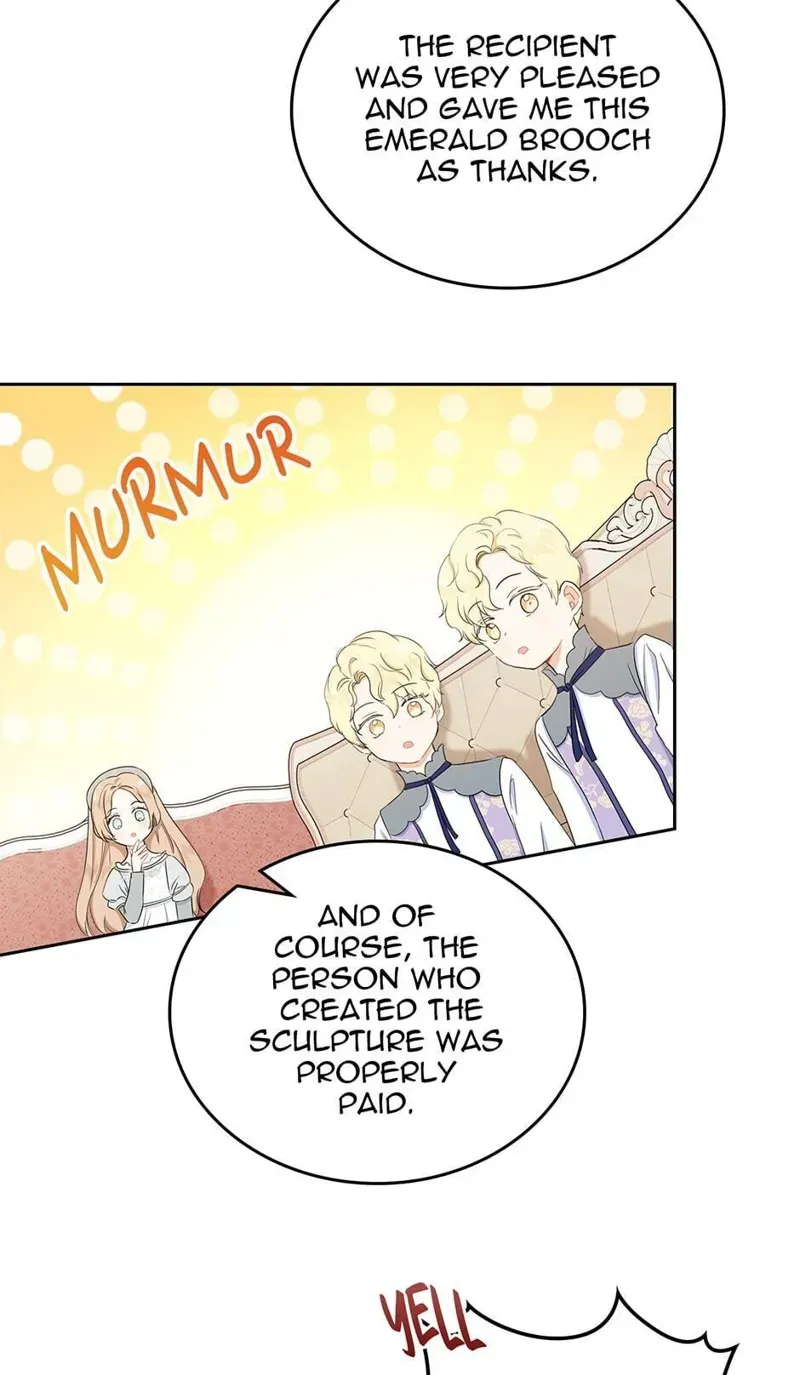 THE RECIPIENT
WAS VERY PLEASED
AND GAVE ME THIS
EMERALD BROOCH
AS THANKS.
MURMUR
AND OF
COURSE, THE
PERSON WHO
CREATED THE
SCULPTURE WAS
PROPERLY
PAID.
YELL